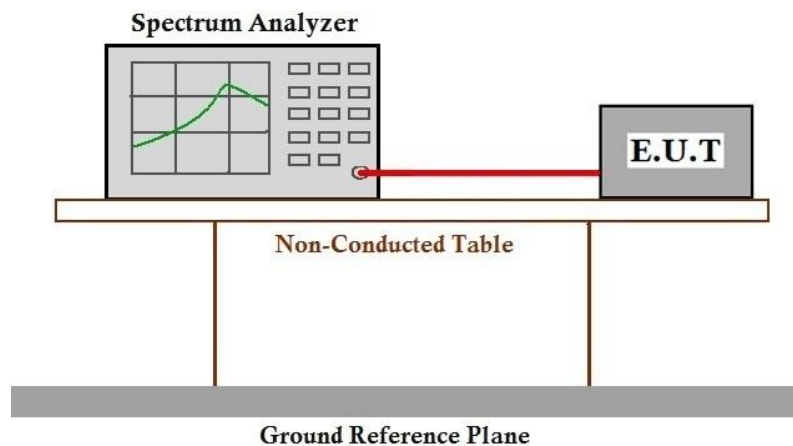 Spectrum Analyzer
E.U.T
Non-Conducted Table
Ground Reference Plane